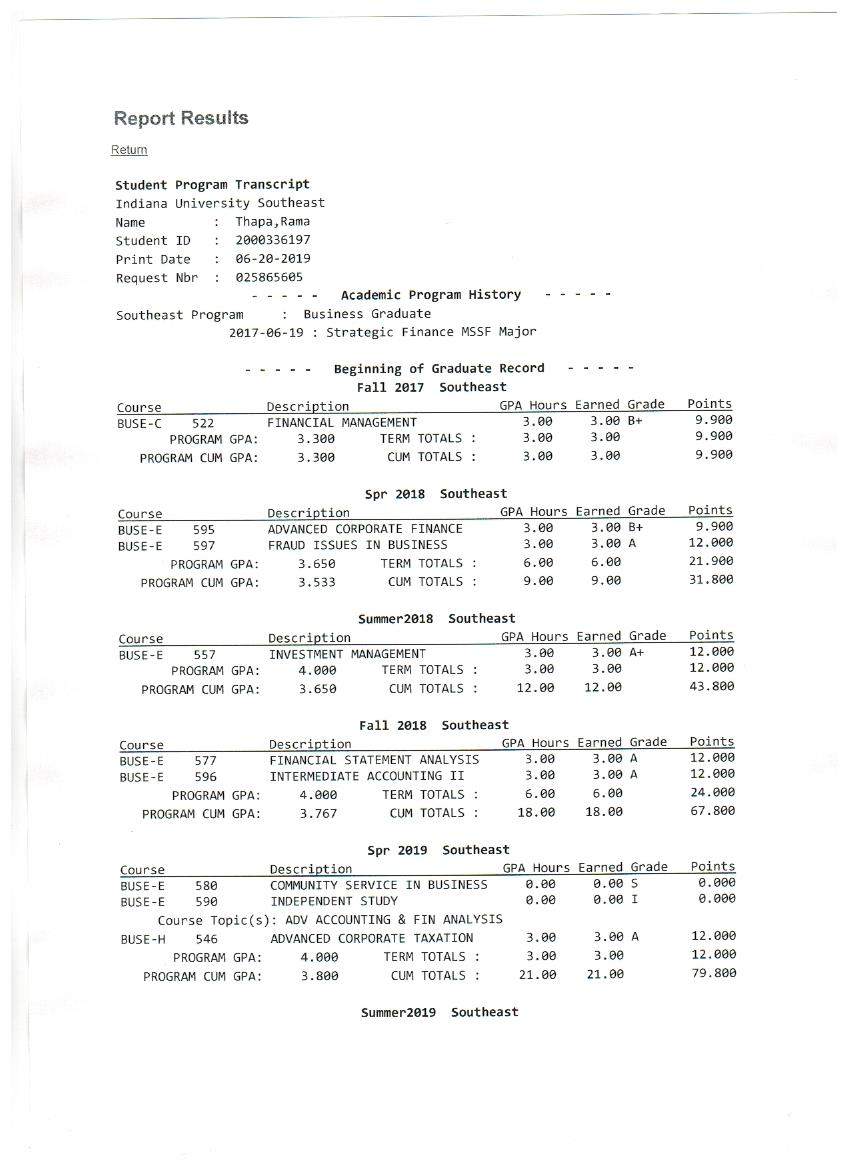 Report Results
Return
Student Program Transcript
Indiana University Southeast
Name : Thapa,Rama
Student ID : 2000336197
Print Date : 06-20-2019
Request Nbr : 025865605
- - - - - Academic Program History - - - - -
Southeast Program : Business Graduate
2017-06-19 : Strategic Finance MSSF Major
- - - - - Beginning of Graduate Record - - - - -
Fall 2017 Southeast
Course Description GPA Hours Earned Grade Points
BUSE-C 522 FINANCIAL MANAGEMENT 3.00 3.00 B+ 9.900
PROGRAM GPA: 3.300 TERM TOTALS : 3.00 3.00 9.900
PROGRAM CUM GPA: 3.300 CUM TOTALS : 3.00 3.00 9.900
Spr 2018 Southeast
Course Description GPA Hours Earned Grade Points
BUSE-E 595 ADVANCED CORPORATE FINANCE 3.00 3.00 B+ 9.900
BUSE-E 597 FRAUD ISSUES IN BUSINESS 3.00 3.00 A 12.000
PROGRAM GPA: 3.650 TERM TOTALS : 6.00 6.00 21.900
PROGRAM CUM GPA: 3.533 CUM TOTALS : 9.00 9.00 31.800
Summer2018 Southeast
Course Description GPA Hours Earned Grade Points
BUSE-E 557 INVESTMENT MANAGEMENT 3.00 3.00 A+ 12.000
PROGRAM GPA: 4.000 TERM TOTALS : 3.00 3.00 12.000
PROGRAM CUM GPA: 3.650 CUM TOTALS : 12.00 12.00 43.800
Fall 2018 Southeast
Course Description GPA Hours Earned Grade Points
BUSE-E 577 FINANCIAL STATEMENT ANALYSIS 3.00 3.00 A 12.000
BUSE-E 596 INTERMEDIATE ACCOUNTING II 3.00 3.00 A 12.000
PROGRAM GPA: 4.000 TERM TOTALS : 6.00 6.00 24.000
PROGRAM CUM GPA: 3.767 CUM TOTALS : 18.00 18.00 67.800
Spr 2019 Southeast
Course Description GPA Hours Earned Grade Points
BUSE-E 580 COMMUNITY SERVICE IN BUSINESS 0.00 0.00 S 0.000
BUSE-E 590 INDEPENDENT STUDY 0.00 0.00 I 0.000
Course Topic(s): ADV ACCOUNTING & FIN ANALYSIS
BUSE-H 546 ADVANCED CORPORATE TAXATION 3.00 3.00 A 12.000
PROGRAM GPA: 4.000 TERM TOTALS : 3.00 3.00 12.000
PROGRAM CUM GPA: 3.800 CUM TOTALS : 21.00 21.00 79.800
Summer2019 Southeast